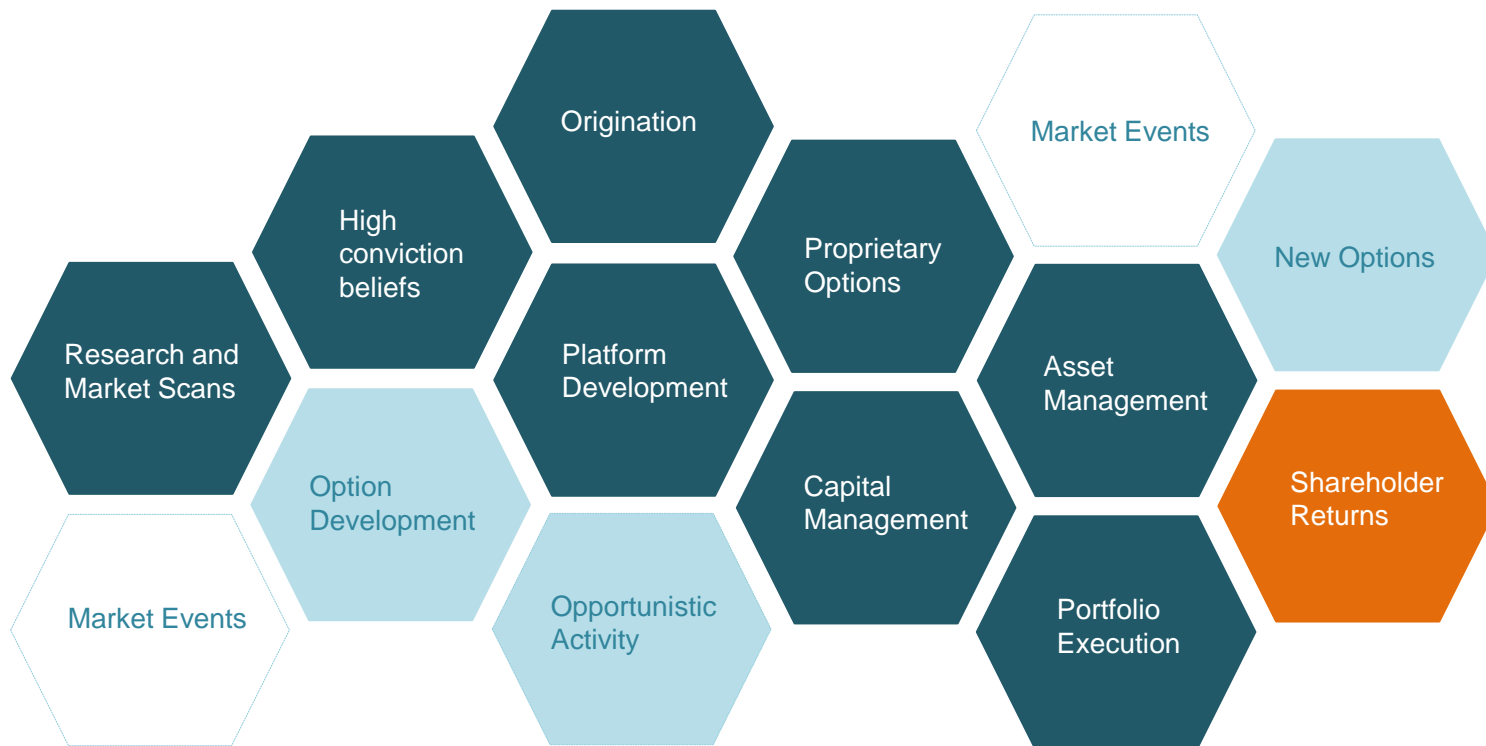 Origination
Market Events
High
conviction
beliefs
Proprietary
Options
New Options
Research and
Market Scans
Platform
Development
Asset
Management
Option
Development
Capital
Management
Shareholder
Returns
Market Events
Opportunistic
Activity
Portfolio
Execution